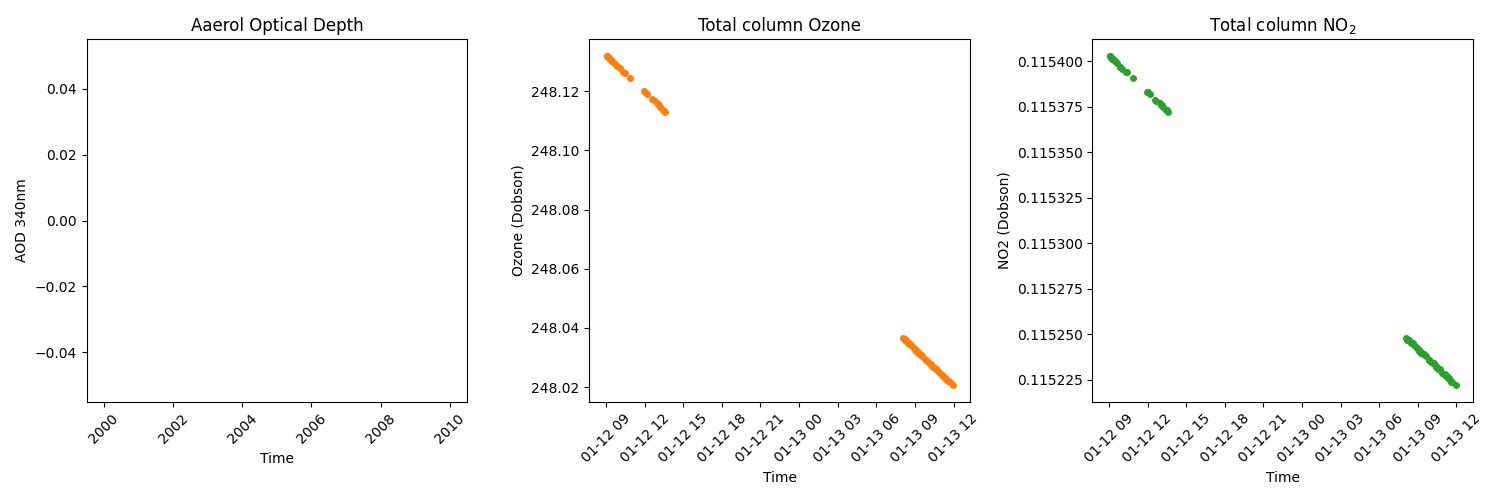 Aaerol Optical Depth
AOD 340nm
0.04
0.02
0.00
−0.02
−0.04
2000 2002 2004 2006 2008 2010
Time
Total column Ozone
Ozone (Dobson)
248.12
248.10
248.08
248.06
248.04
248.02
01-12 09 01-12 12 01-12 15 01-12 18 01-12 21 01-13 00 01-13 03 01-13 06 01-13 09 01-13 12
Time
Total column NO₂
NO2 (Dobson)
0.115400
0.115375
0.115350
0.115325
0.115300
0.115275
0.115250
0.115225
01-12 09 01-12 12 01-12 15 01-12 18 01-12 21 01-13 00 01-13 03 01-13 06 01-13 09 01-13 12
Time